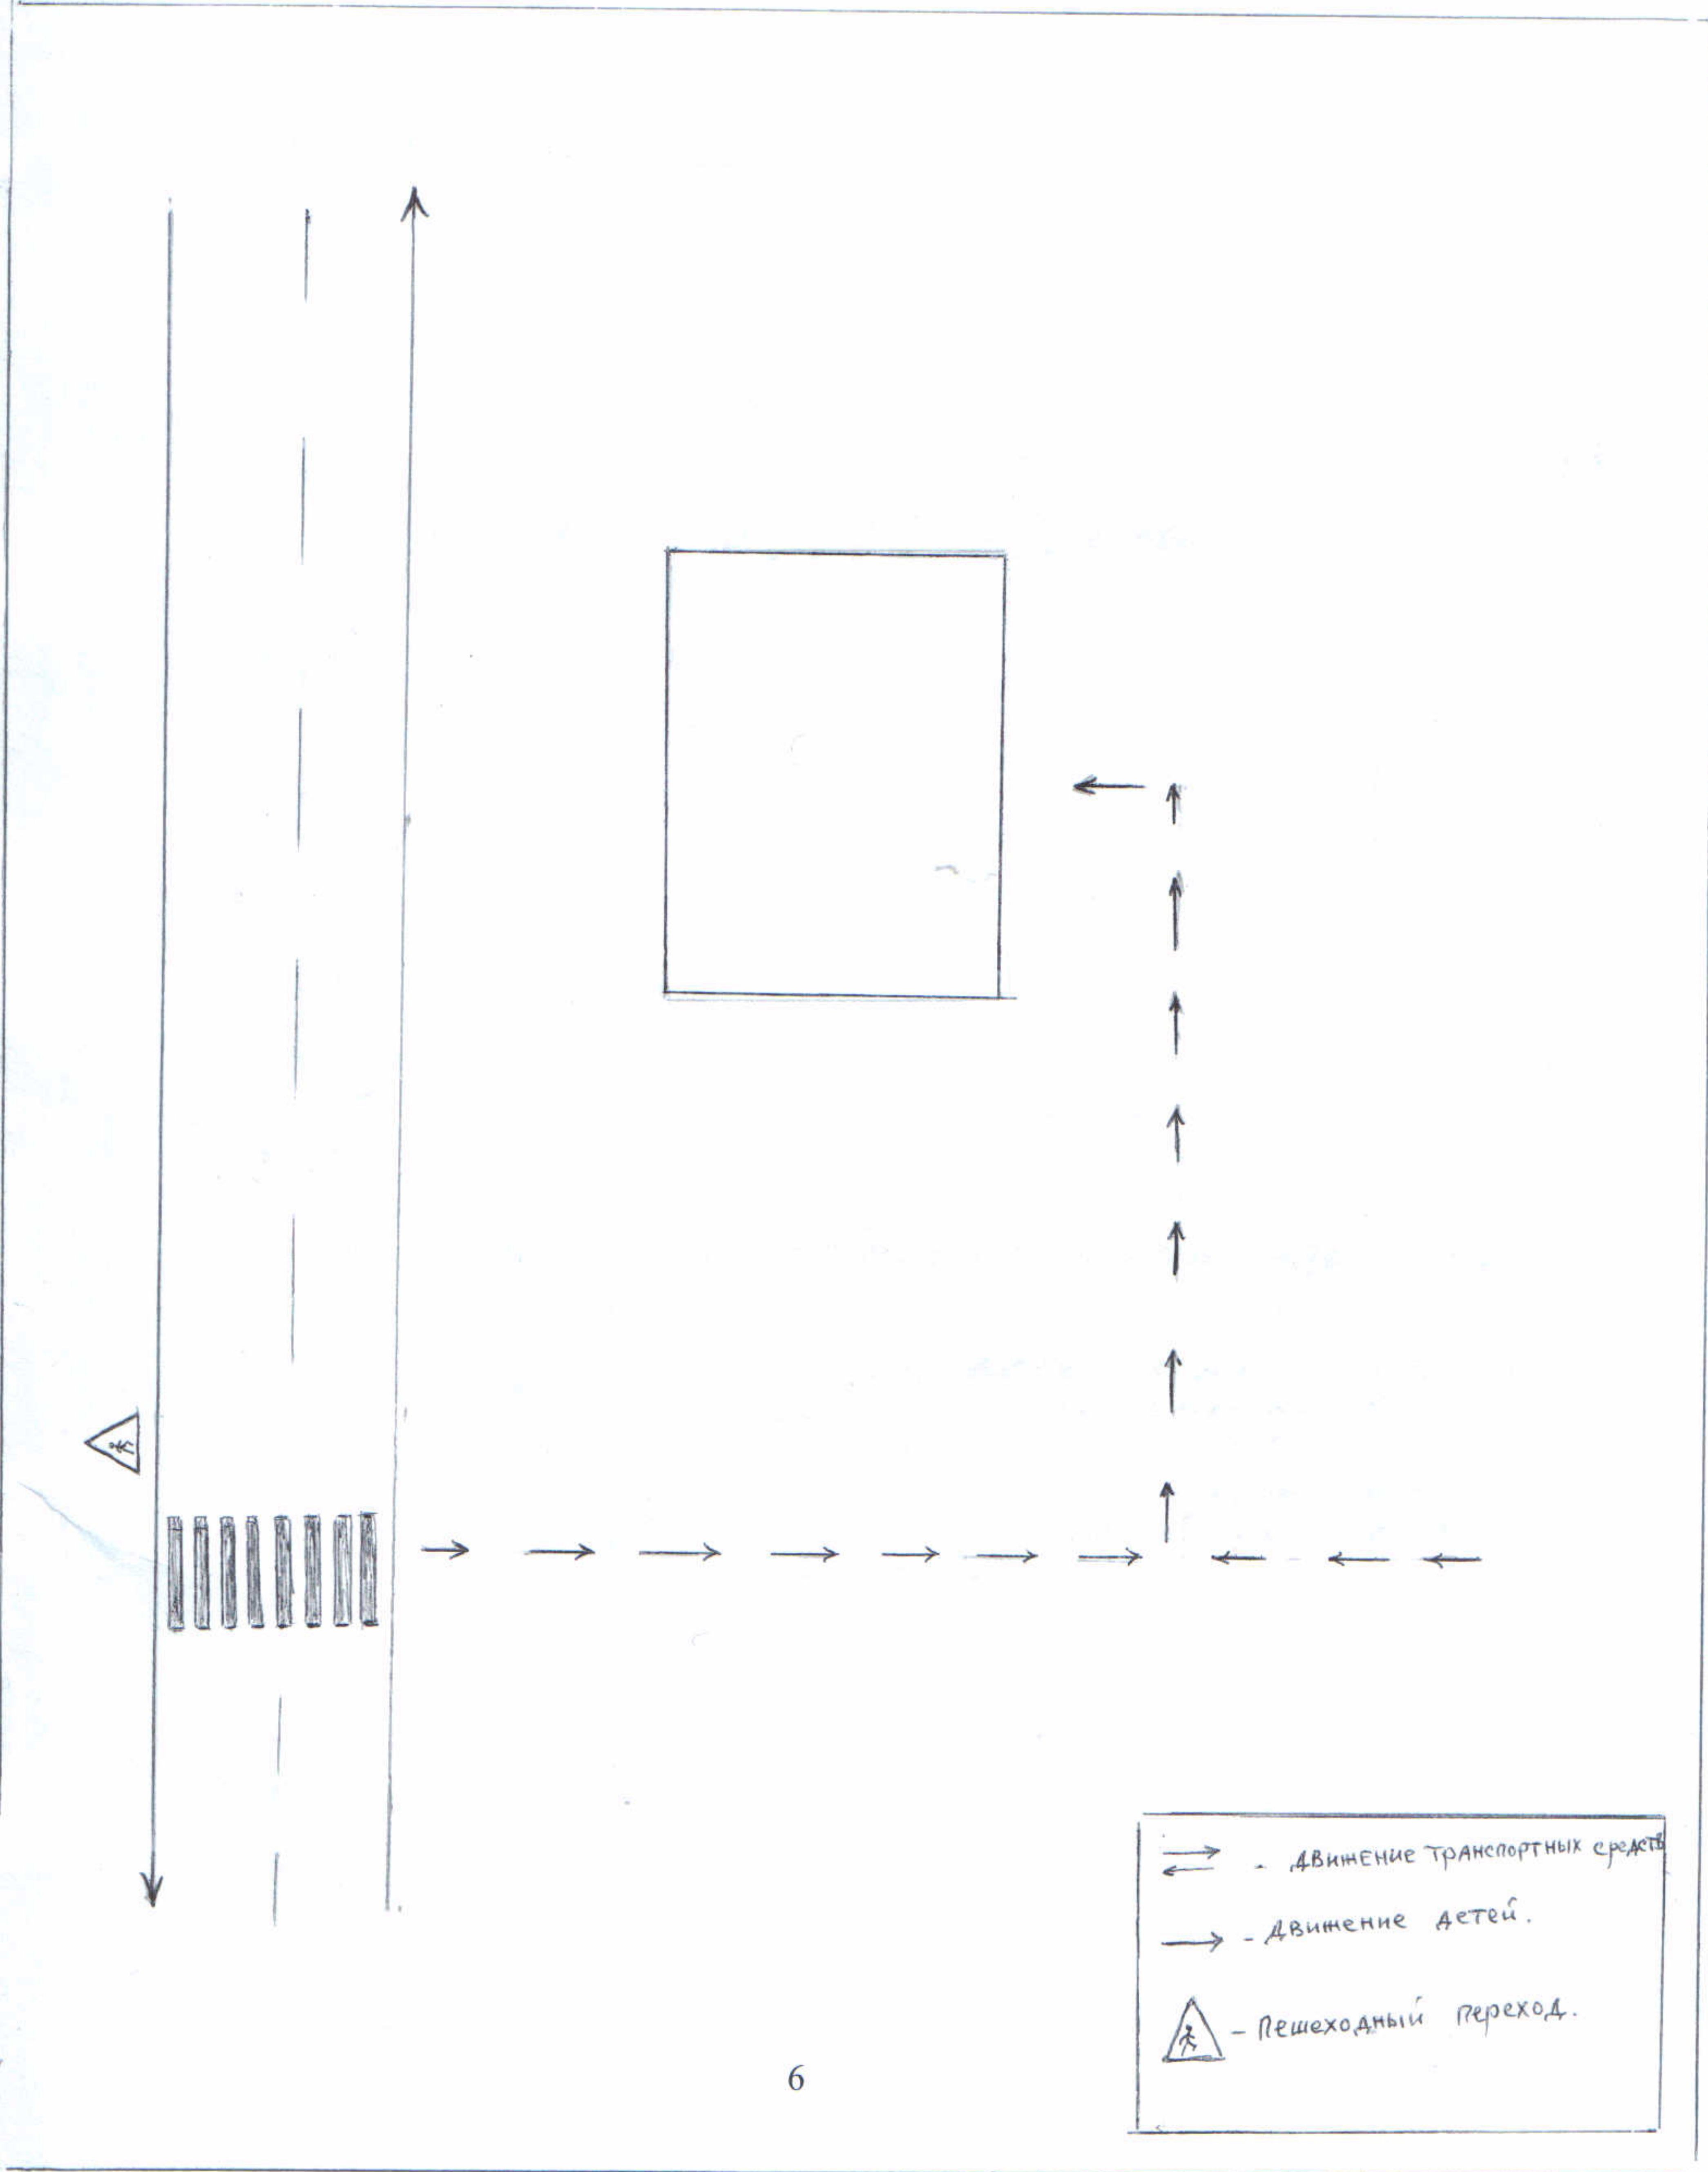 - движение транспортных средств
- движение детей.
- Пешеходный переход.
6